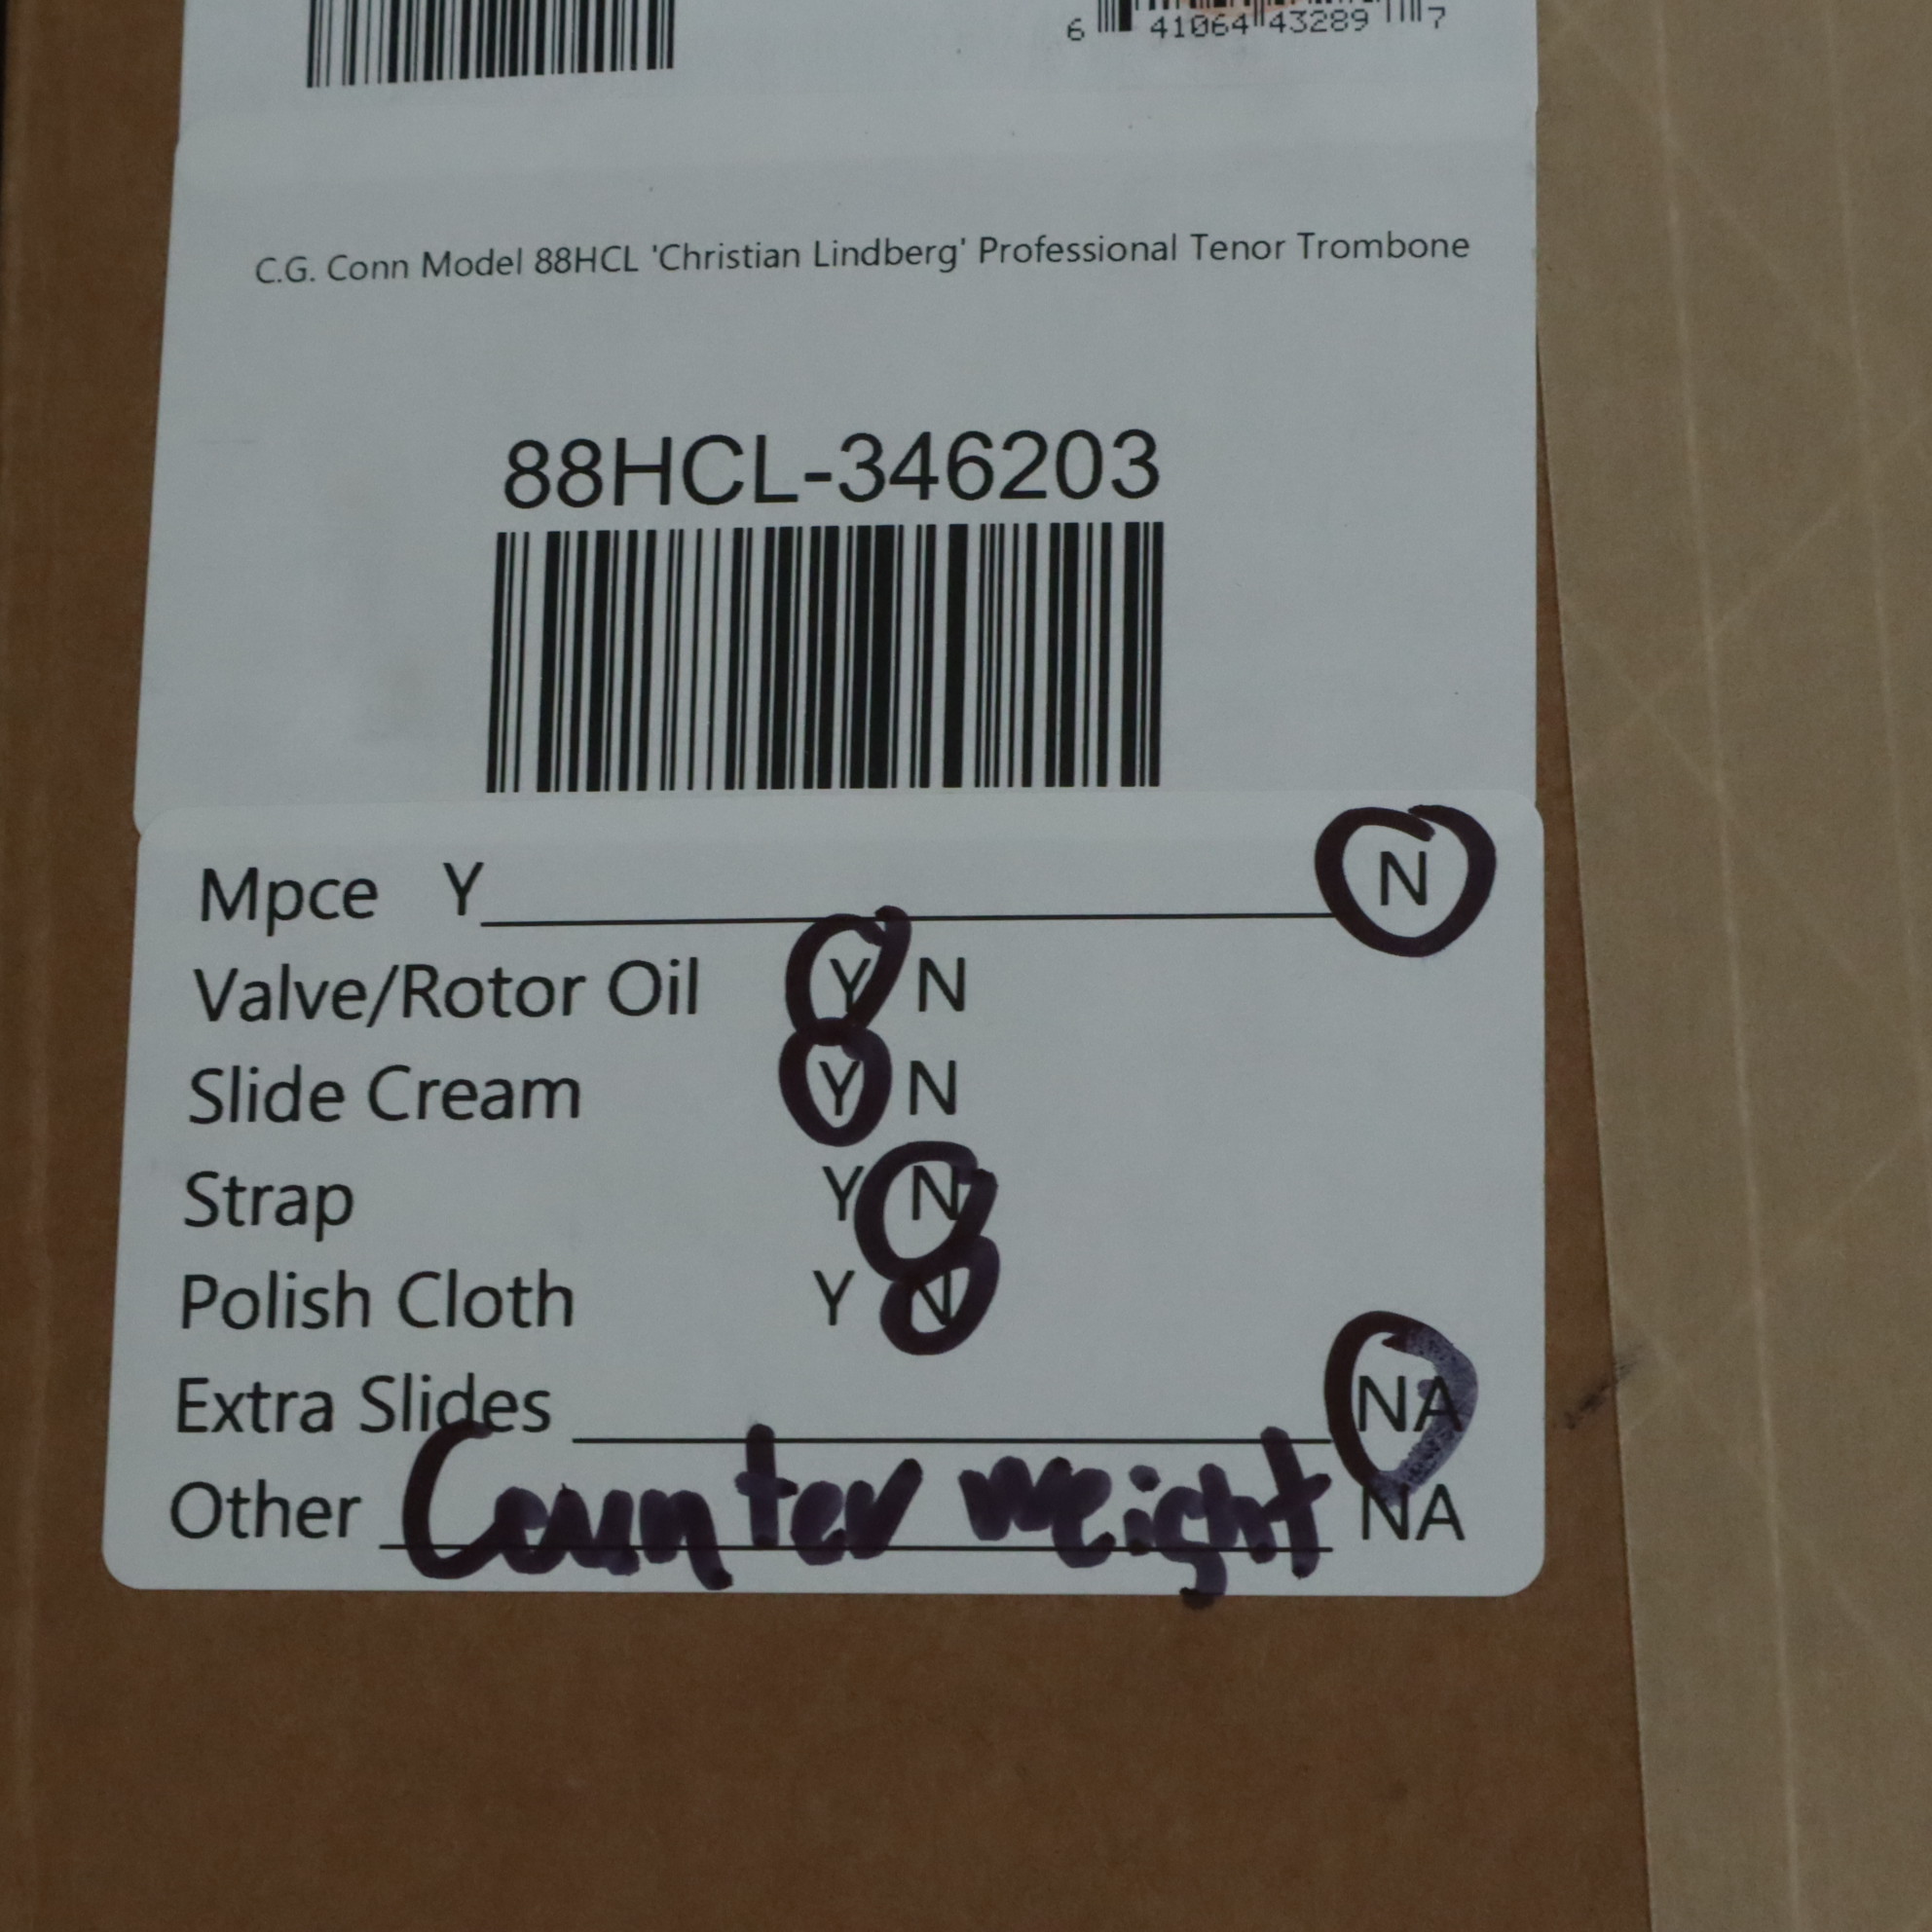 6 41064 43289 7
C.G. Conn Model 88HCL 'Christian Lindberg' Professional Tenor Trombone
88HCL-346203
Mpce Y N
Valve/Rotor Oil Y N
Slide Cream Y N
Strap Y N
Polish Cloth Y N
Extra Slides NA
Other Counter weight NA